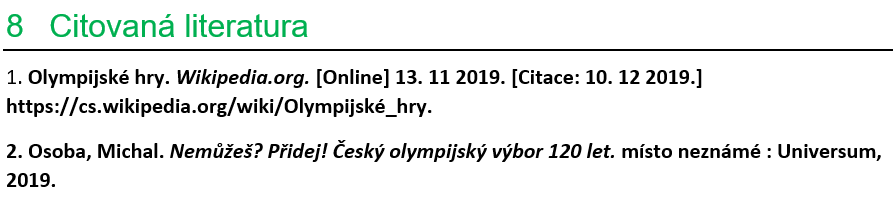 8 Citovaná literatura
1. Olympijské hry. Wikipedia.org. [Online] 13. 11 2019. [Citace: 10. 12 2019.]
https://cs.wikipedia.org/wiki/Olympijské_hry.
2. Osoba, Michal. Nemůžeš? Přidej! Český olympijský výbor 120 let. místo neznámé : Universum,
2019.